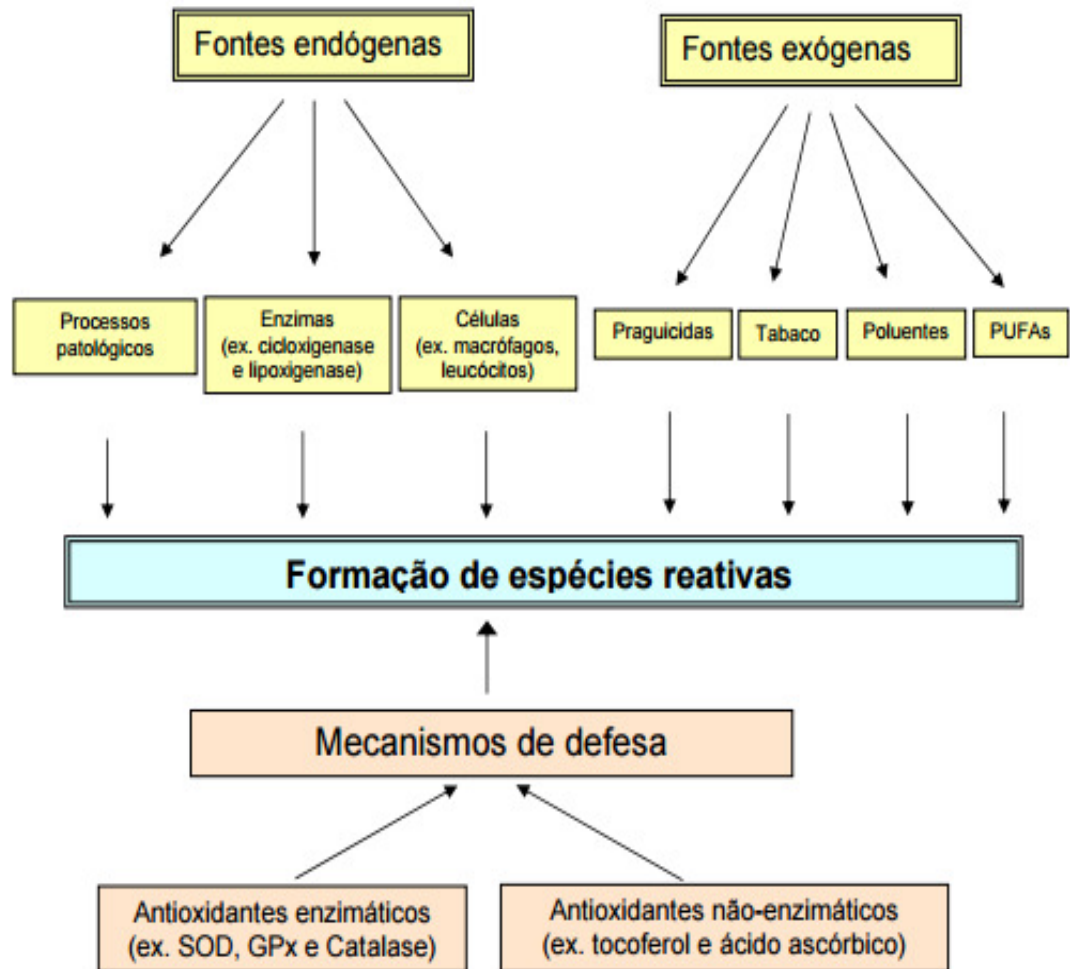 Fontes endógenas
Fontes exógenas
Processos
patológicos
Enzimas
(ex. cicloxigenase
e lipoxigenase)
Células
(ex. macrófagos,
leucócitos)
Praguicidas
Tabaco
Poluentes
PUFAs
Formação de espécies reativas
Mecanismos de defesa
Antioxidantes enzimáticos
(ex. SOD, GPx e Catalase)
Antioxidantes não-enzimáticos
(ex. tocoferol e ácido ascórbico)